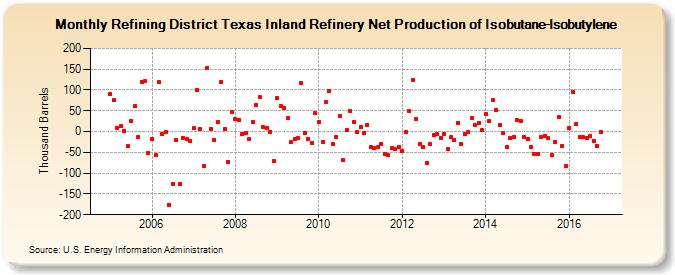 Monthly Refining District Texas Inland Refinery Net Production of Isobutane-Isobutylene
Thousand Barrels
200
150
100
50
0
-50
-100
-150
-200
2006 2008 2010 2012 2014 2016
Source: U.S. Energy Information Administration